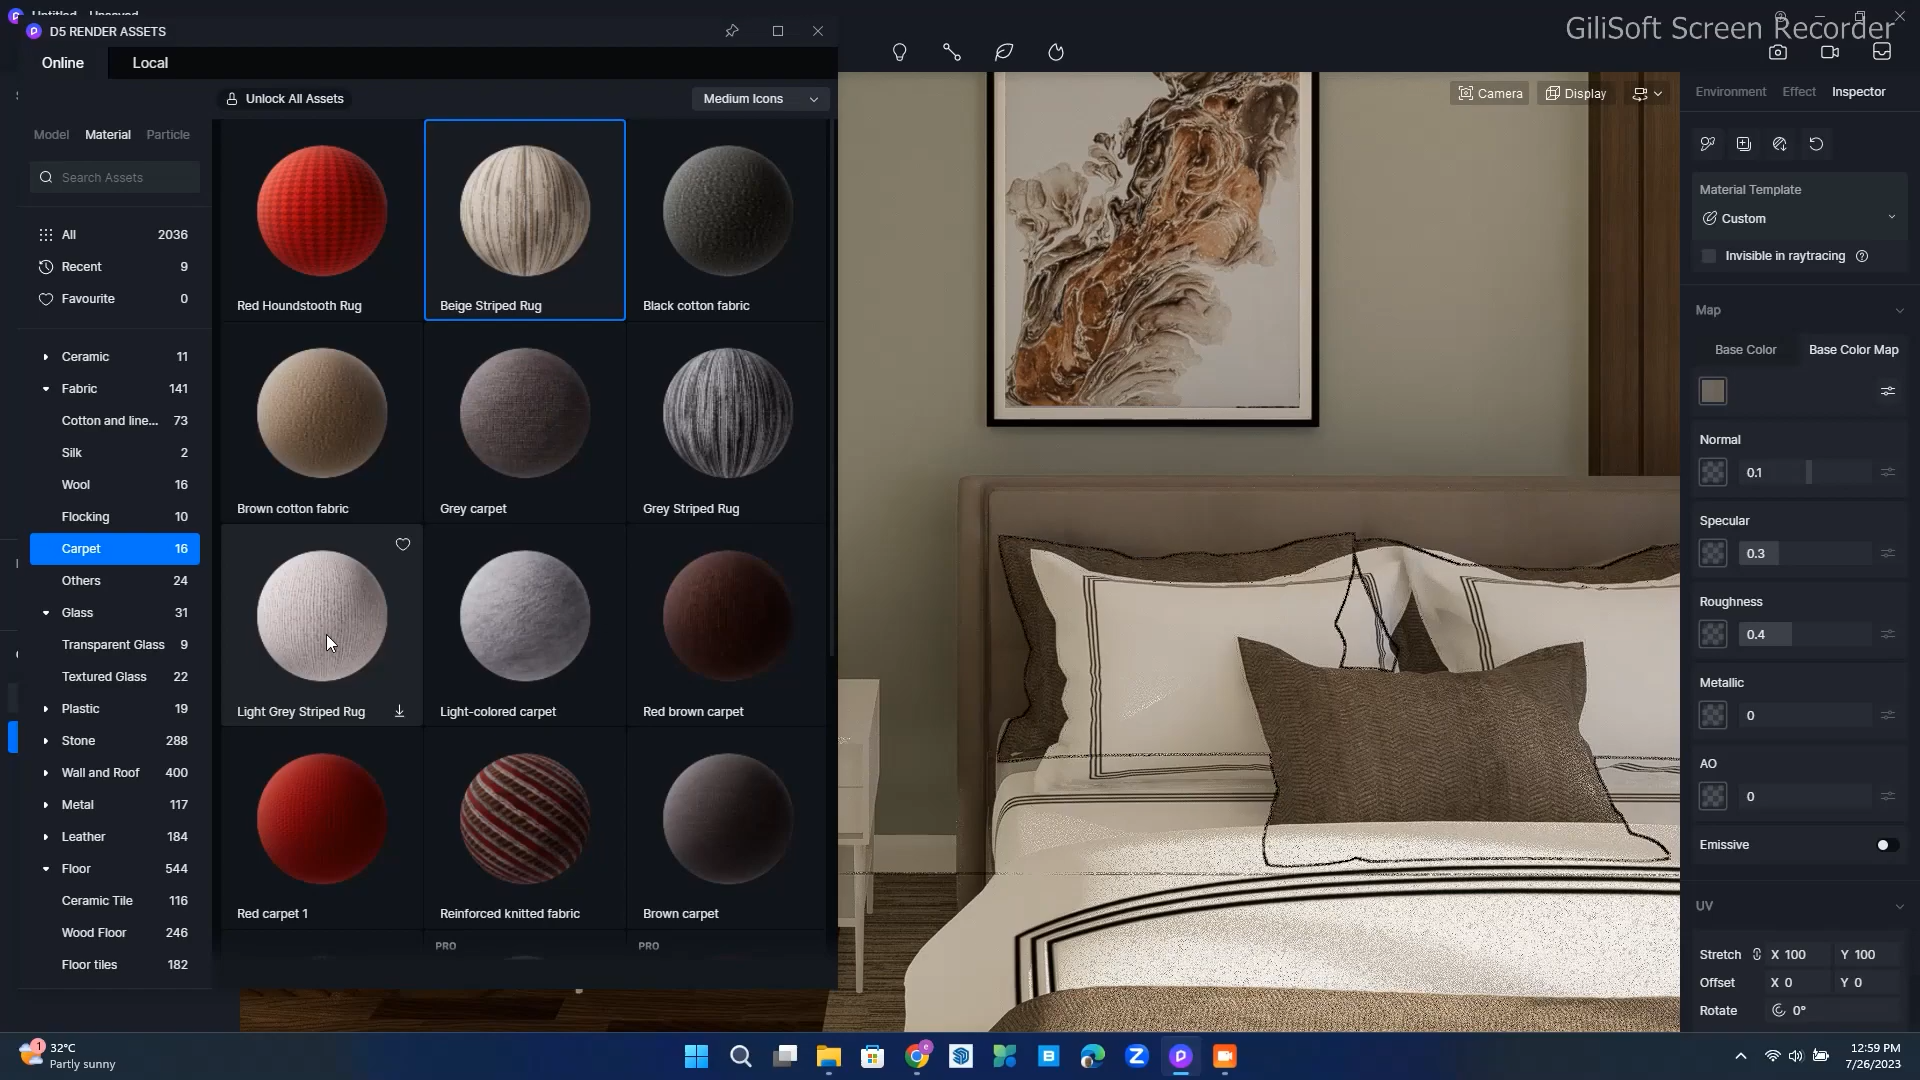 Untitled - Unsaved
D5 RENDER ASSETS
GiliSoft Screen Recorder
Online
Local
Unlock All Assets
Medium Icons
Camera
Display
Environment
Effect
Inspector
Model
Material
Particle
Search Assets
All 2036
Recent 9
Favourite 0
Ceramic 11
Fabric 141
Cotton and line... 73
Silk 2
Wool 16
Flocking 10
Carpet 16
Others 24
Glass 31
Transparent Glass 9
Textured Glass 22
Plastic 19
Stone 288
Wall and Roof 400
Metal 117
Leather 184
Floor 544
Ceramic Tile 116
Wood Floor 246
Floor tiles 182
Red Houndstooth Rug
Beige Striped Rug
Black cotton fabric
Brown cotton fabric
Grey carpet
Grey Striped Rug
Light Grey Striped Rug
Light-colored carpet
Red brown carpet
Red carpet 1
Reinforced knitted fabric
Brown carpet
PRO
PRO
Material Template
Custom
Invisible in raytracing
Map
Base Color
Base Color Map
Normal
0.1
Specular
0.3
Roughness
0.4
Metallic
0
AO
0
Emissive
UV
Stretch X 100 Y 100
Offset X 0 Y 0
Rotate 0°
1
32°C
Partly sunny
12:59 PM
7/26/2023